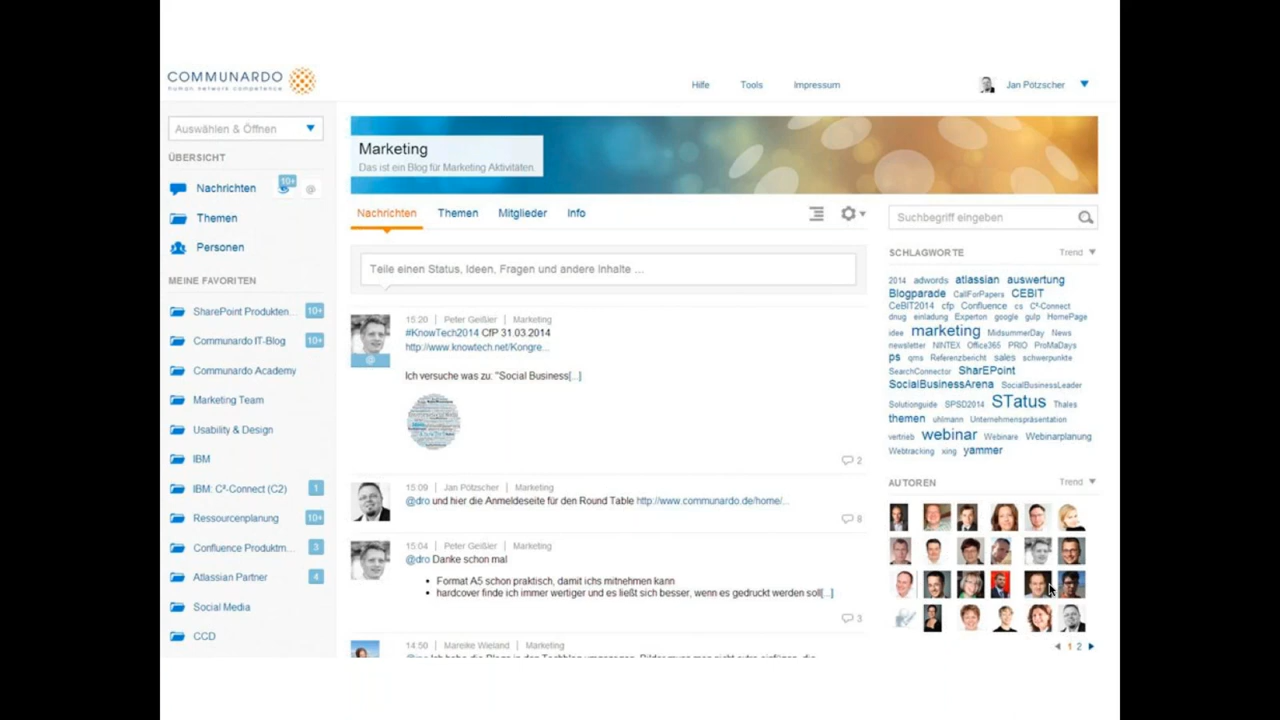 COMMUNARDO
human network competence
Hilfe
Tools
Impressum
Jan Pötzscher
Auswählen & Öffnen
ÜBERSICHT
Nachrichten
10+
@
Themen
Personen
MEINE FAVORITEN
SharePoint Produkten...
10+
Communardo IT-Blog
10+
Communardo Academy
Marketing Team
Usability & Design
IBM
IBM: C³-Connect (C2)
1
Ressourcenplanung
10+
Confluence Produktm...
3
Atlassian Partner
4
Social Media
CCD
Marketing
Das ist ein Blog für Marketing Aktivitäten.
Nachrichten
Themen
Mitglieder
Info
Teile einen Status, Ideen, Fragen und andere Inhalte ...
15:20 | Peter Geißler | Marketing
#KnowTech2014 CfP 31.03.2014
http://www.knowtech.net/Kongre...
Ich versuche was zu: "Social Business[...]
2
15:09 | Jan Pötzscher | Marketing
@dro und hier die Anmeldeseite für den Round Table http://www.communardo.de/home/...
8
15:04 | Peter Geißler | Marketing
@dro Danke schon mal
• Format A5 schon praktisch, damit ichs mitnehmen kann
• hardcover finde ich immer wertiger und es ließt sich besser, wenn es gedruckt werden soll[...]
3
14:50 | Mareike Wieland | Marketing
Suchbegriff eingeben
SCHLAGWORTE
Trend
2014 adwords atlassian auswertung
Blogparade CallForPapers CEBIT
CeBIT2014 cfp Confluence cs C³-Connect
drug einladung Experton google gulp HomePage
idee marketing MidsummerDay News
newsletter NINTEX Office365 PRIO ProMaDays
ps qms Referenzbericht sales schwerpunkte
SearchConnector SharEPoint
SocialBusinessArena SocialBusinessLeader
Solutionguide SPSD2014 STatus Thales
themen uhlmann Unternehmenspräsentation
vertrieb webinar Webinare Webinarplanung
Webtracking xing yammer
AUTOREN
Trend
1 2